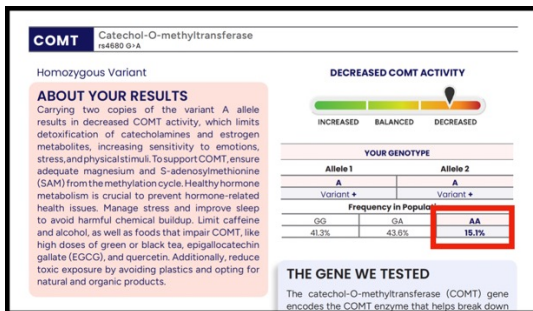 COMT
Catechol-O-methyltransferase
rs4680 G>A
Homozygous Variant
ABOUT YOUR RESULTS
Carrying two copies of the variant A allele
results in decreased COMT activity, which limits
detoxification of catecholamines and estrogen
metabolites, increasing sensitivity to emotions,
stress, and physical stimuli. To support COMT, ensure
adequate magnesium and S-adenosylmethionine
(SAM) from the methylation cycle. Healthy hormone
metabolism is crucial to prevent hormone-related
health issues. Manage stress and improve sleep
to avoid harmful chemical buildup. Limit caffeine
and alcohol, as well as foods that impair COMT, like
high doses of green or black tea, epigallocatechin
gallate (EGCG), and quercetin. Additionally, reduce
toxic exposure by avoiding plastics and opting for
natural and organic products.
DECREASED COMT ACTIVITY
INCREASED BALANCED DECREASED
YOUR GENOTYPE
Allele 1 Allele 2
A A
Variant + Variant +
Frequency in Populati
GG GA AA
41.3% 43.6% 15.1%
THE GENE WE TESTED
The catechol-O-methyltransferase (COMT) gene
encodes the COMT enzyme that helps break down